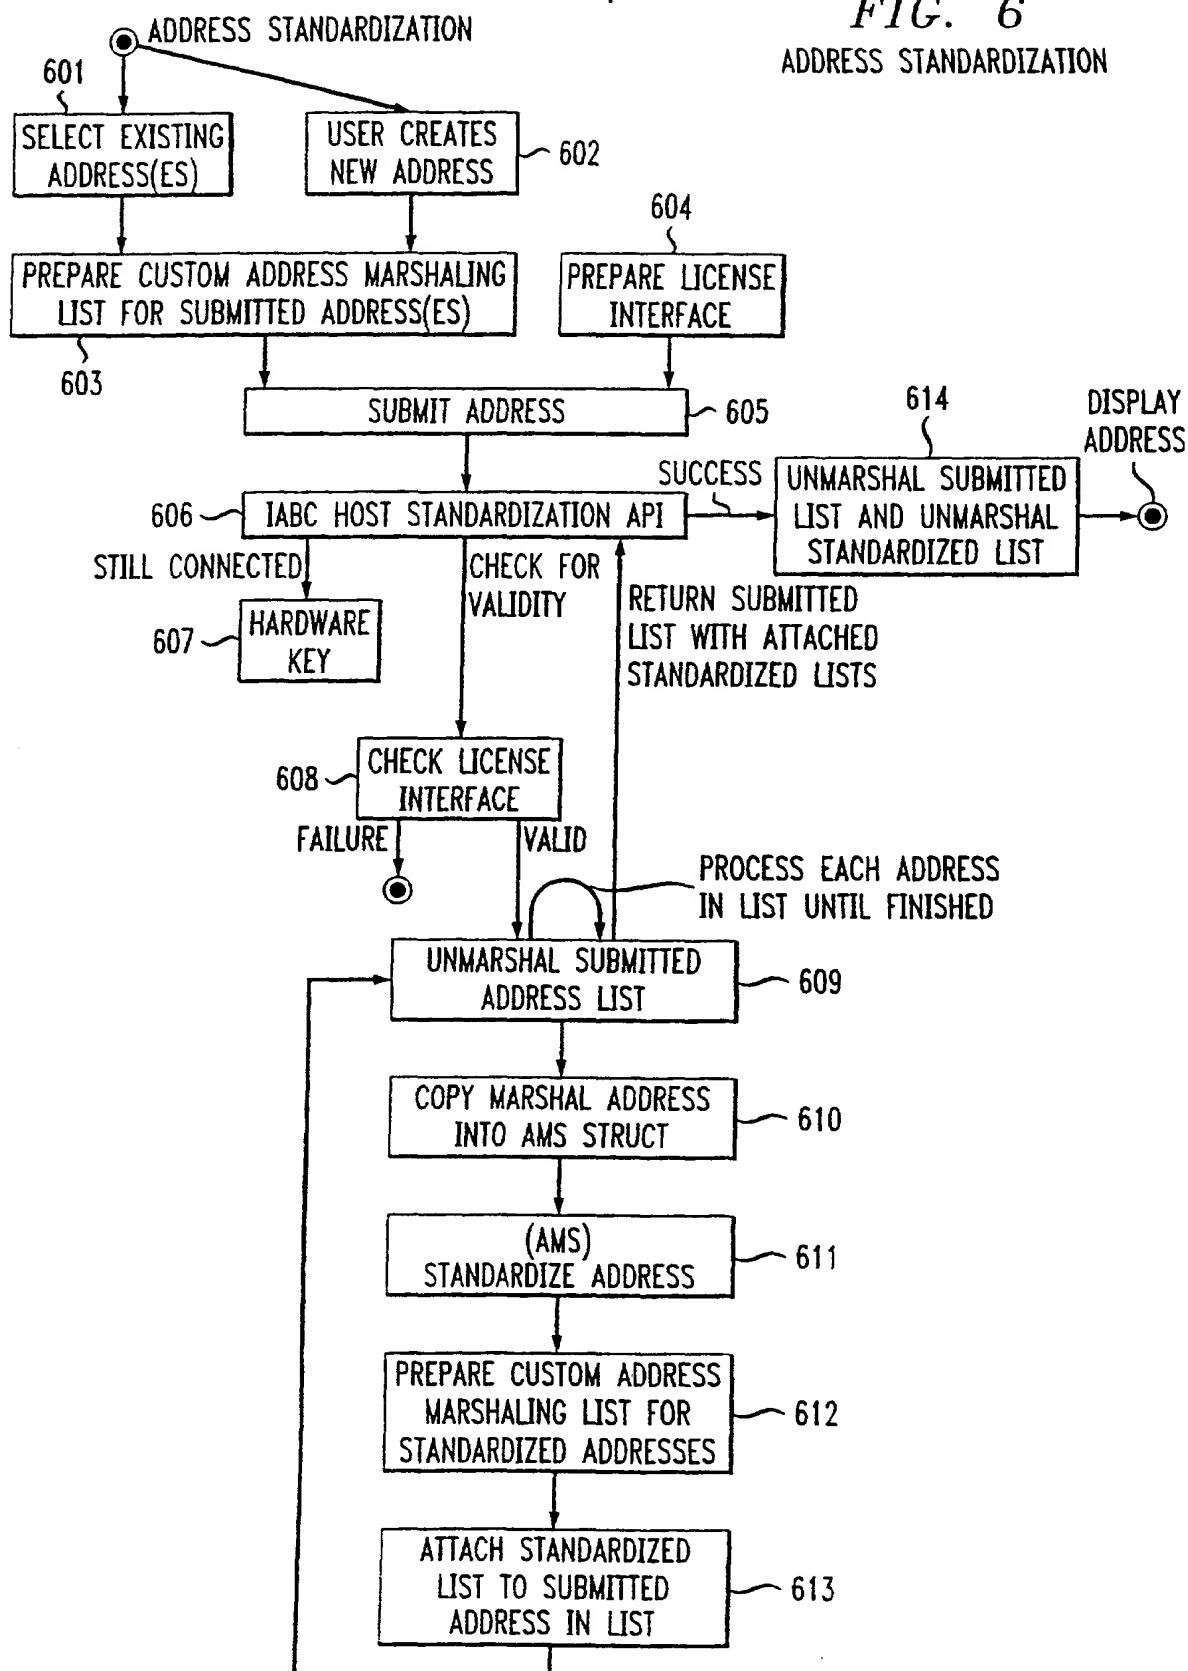 FIG. 6
ADDRESS STANDARDIZATION
ADDRESS STANDARDIZATION
601
SELECT EXISTING
ADDRESS(ES)
USER CREATES
NEW ADDRESS
602
604
PREPARE CUSTOM ADDRESS MARSHALING
LIST FOR SUBMITTED ADDRESS(ES)
603
PREPARE LICENSE
INTERFACE
SUBMIT ADDRESS
605
614
DISPLAY
ADDRESS
606
IABC HOST STANDARDIZATION API
SUCCESS
UNMARSHAL SUBMITTED
LIST AND UNMARSHAL
STANDARDIZED LIST
STILL CONNECTED
CHECK FOR
VALIDITY
RETURN SUBMITTED
LIST WITH ATTACHED
STANDARDIZED LISTS
607
HARDWARE
KEY
608
CHECK LICENSE
INTERFACE
FAILURE
VALID
PROCESS EACH ADDRESS
IN LIST UNTIL FINISHED
UNMARSHAL SUBMITTED
ADDRESS LIST
609
COPY MARSHAL ADDRESS
INTO AMS STRUCT
610
(AMS)
STANDARDIZE ADDRESS
611
PREPARE CUSTOM ADDRESS
MARSHALING LIST FOR
STANDARDIZED ADDRESSES
612
ATTACH STANDARDIZED
LIST TO SUBMITTED
ADDRESS IN LIST
613